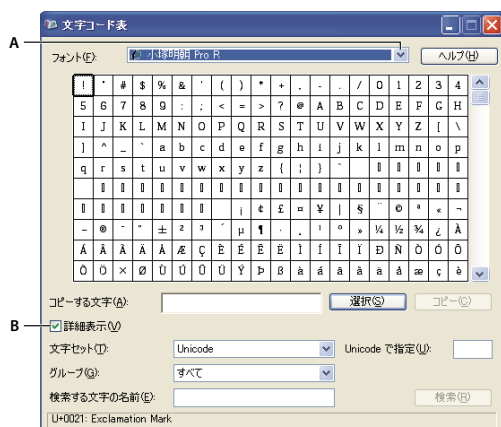 文字コード表
A
フォント(F):
小塚明朝 Pro R
ヘルプ(H)
! " # $ % & ' ( ) * + , - . / 0 1 2 3 4
5 6 7 8 9 : ; < = > ? @ A B C D E F G H
I J K L M N O P Q R S T U V W X Y Z [ \
] ^ _ ` a b c d e f g h i j k l m n o p
q r s t u v w x y z { | } ~
¡ ¢ £ ¤ ¥ ¦ § ¨ © ª « ¬
- ® ¯ ° ± ² ³ ´ µ ¶ · ¸ ¹ º » ¼ ½ ¾ ¿ À
Á Â Ã Ä Å Æ Ç È É Ê Ë Ì Í Î Ï Ð Ñ Ò Ó Ô
Õ Ö × Ø Ù Ú Û Ü Ý Þ ß à á â ã ä å æ ç è
コピーする文字(A):
選択(S)
コピー(C)
B
詳細表示(V)
文字セット(T):
Unicode
Unicode で指定(U):
グループ(G):
すべて
検索する文字の名前(E):
検索(R)
U+0021: Exclamation Mark